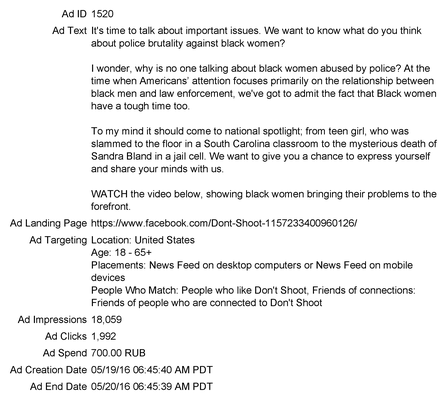 Ad ID 1520
Ad Text It's time to talk about important issues. We want to know what do you think
about police brutality against black women?
I wonder, why is no one talking about black women abused by police? At the
time when Americans' attention focuses primarily on the relationship between
black men and law enforcement, we've got to admit the fact that Black women
have a tough time too.
To my mind it should come to national spotlight; from teen girl, who was
slammed to the floor in a South Carolina classroom to the mysterious death of
Sandra Bland in a jail cell. We want to give you a chance to express yourself
and share your minds with us.
WATCH the video below, showing black women bringing their problems to the
forefront.
Ad Landing Page https://www.facebook.com/Dont-Shoot-1157233400960126/
Ad Targeting Location: United States
Age: 18 - 65+
Placements: News Feed on desktop computers or News Feed on mobile
devices
People Who Match: People who like Don't Shoot, Friends of connections:
Friends of people who are connected to Don't Shoot
Ad Impressions 18,059
Ad Clicks 1,992
Ad Spend 700.00 RUB
Ad Creation Date 05/19/16 06:45:40 AM PDT
Ad End Date 05/20/16 06:45:39 AM PDT